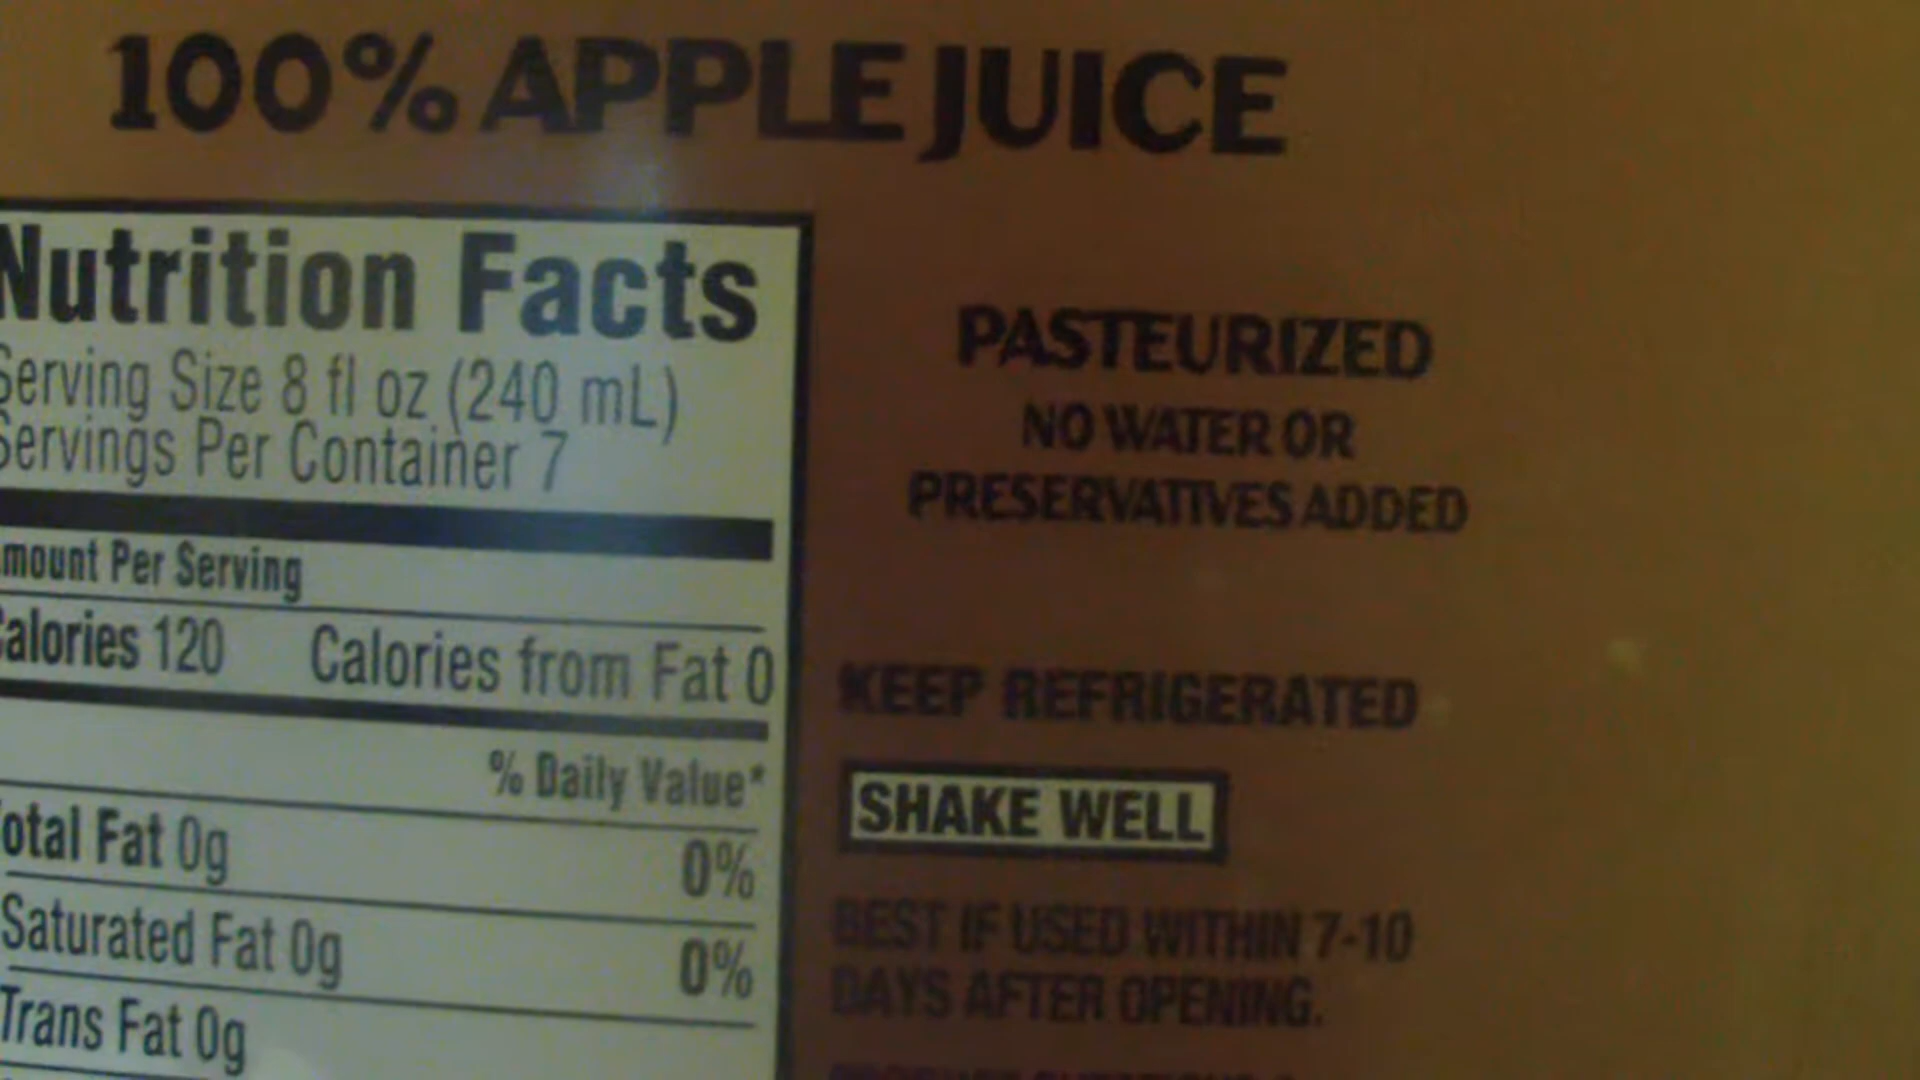 100% APPLE JUICE
Nutrition Facts
Serving Size 8 fl oz (240 mL)
Servings Per Container 7
mount Per Serving
Calories 120 Calories from Fat 0
% Daily Value*
otal Fat 0g 0%
Saturated Fat 0g 0%
Trans Fat 0g
PASTEURIZED
NO WATER OR
PRESERVATIVES ADDED
KEEP REFRIGERATED
SHAKE WELL
BEST IF USED WITHIN 7-10
DAYS AFTER OPENING.